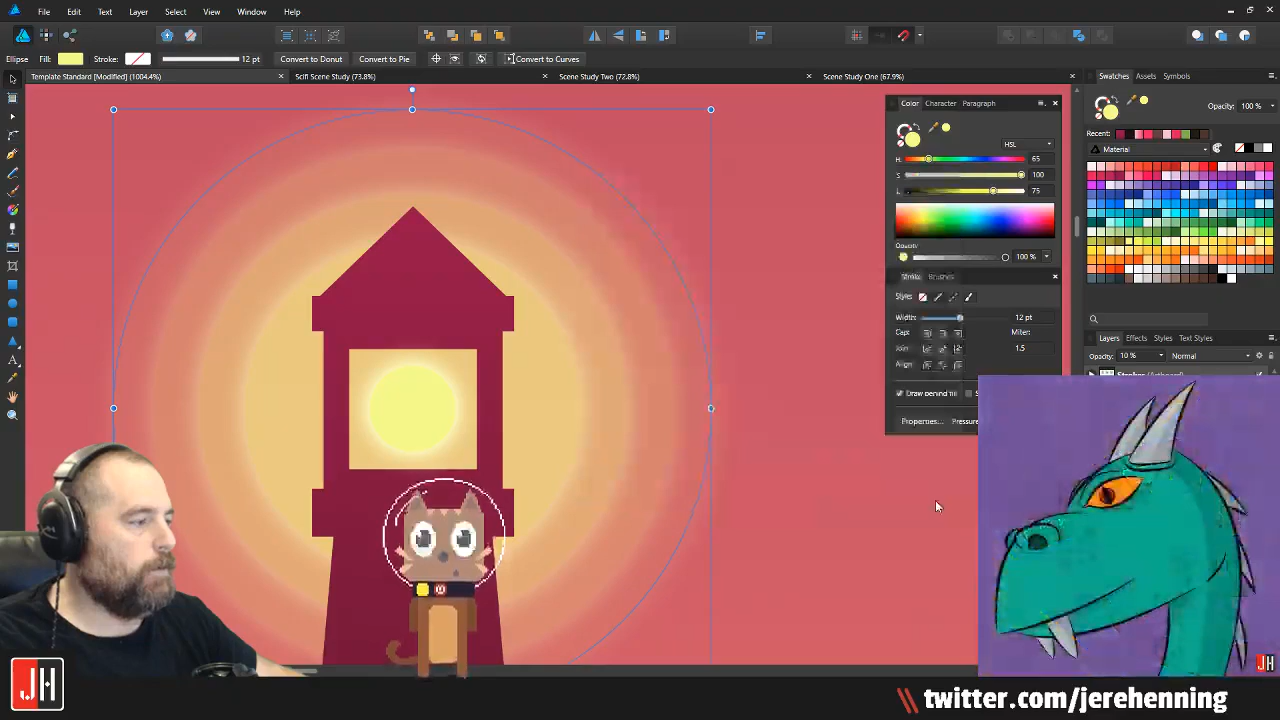 File Edit Text Layer Select View Window Help
Ellipse Fill: Stroke: 12 pt Convert to Donut Convert to Pie Convert to Curves
Template Standard [Modified] (1004.4%) Scifi Scene Study (73.8%) Scene Study Two (72.8%) Scene Study One (67.9%)
Swatches Assets Symbols
Color Character Paragraph
Opacity: 100 %
HSL
Recent:
Material
H: 65
S 100
L 75
Opacity
100 %
Stroke Brushes
Styles
Width: 12 pt
Cap: Miter:
Join 1.5
Align
Draw behind fill
Properties... Pressure
Layers Effects Styles Text Styles
Opacity: 10 % Normal
JH
JH
\\ twitter.com/jerehenning